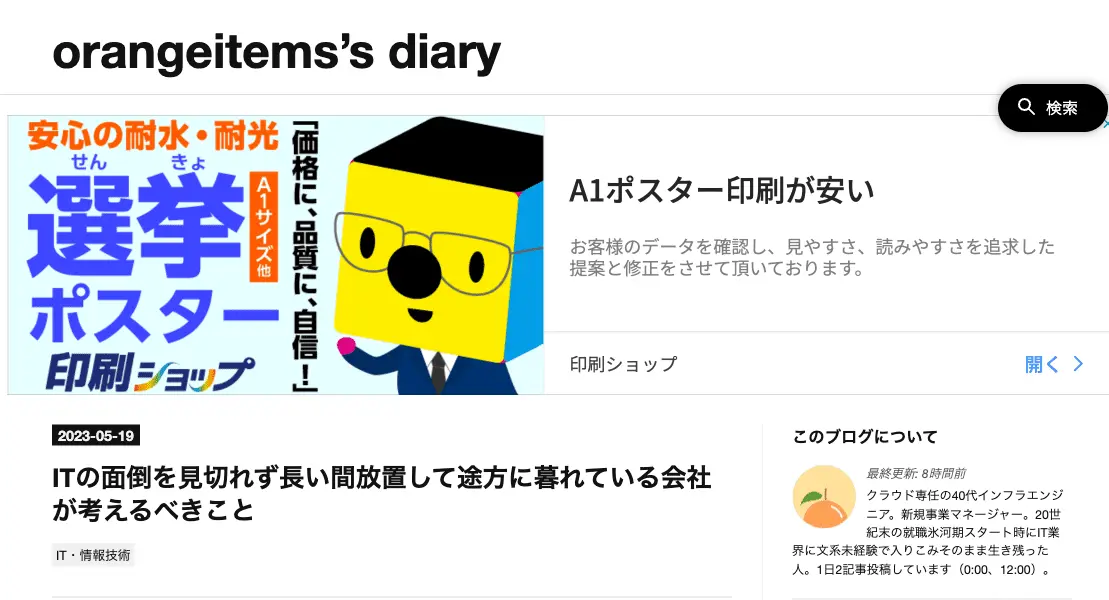 orangeitems’s diary
検索
安心の耐水・耐光
せん きょ
選挙
A1サイズ他
ポスター
印刷ショップ
「価格に、品質に、自信！」
A1ポスター印刷が安い
お客様のデータを確認し、見やすさ、読みやすさを追求した
提案と修正をさせて頂いております。
印刷ショップ
開く
2023-05-19
ITの面倒を見切れず長い間放置して途方に暮れている会社
が考えるべきこと
IT・情報技術
このブログについて
最終更新: 8時間前
クラウド専任の40代インフラエンジ
ニア。新規事業マネージャー。20世
紀末の就職氷河期スタート時にIT業
界に文系未経験で入りこみそのまま生き残った
人。1日2記事投稿しています（0:00、12:00）。